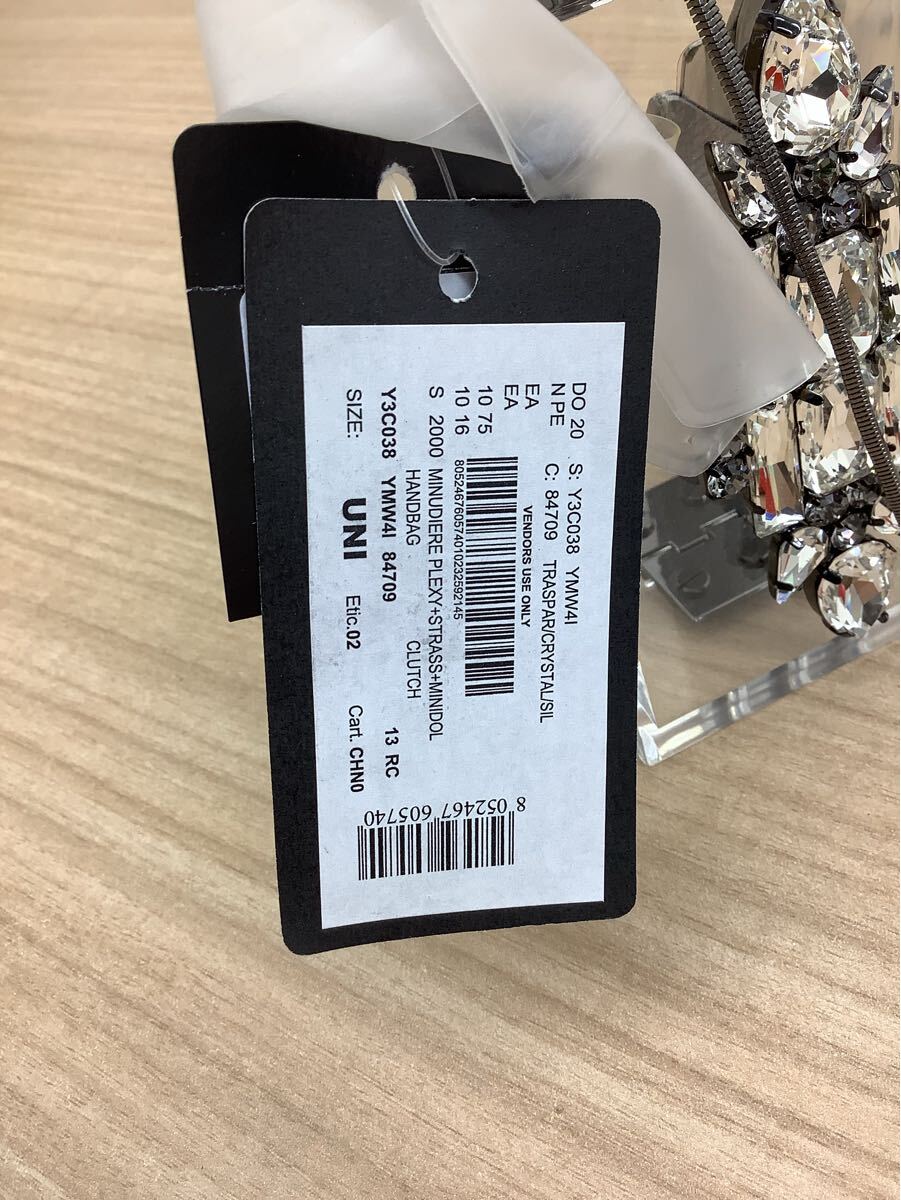 DO 20 S: Y3C038 YMW4I
N PE C: 84709 TRASPAR/CRYSTAL/SIL
EA VENDORS USE ONLY
EA
10 75
10 16 805246760574010232592145
S 2000 MINUDIERE PLEXY+STRASS+MINIDOL
HANDBAG CLUTCH
Y3C038 YMW4I 84709 13 RC
SIZE: UNI Etic.02 Cart.CHN0
8 052467 605740